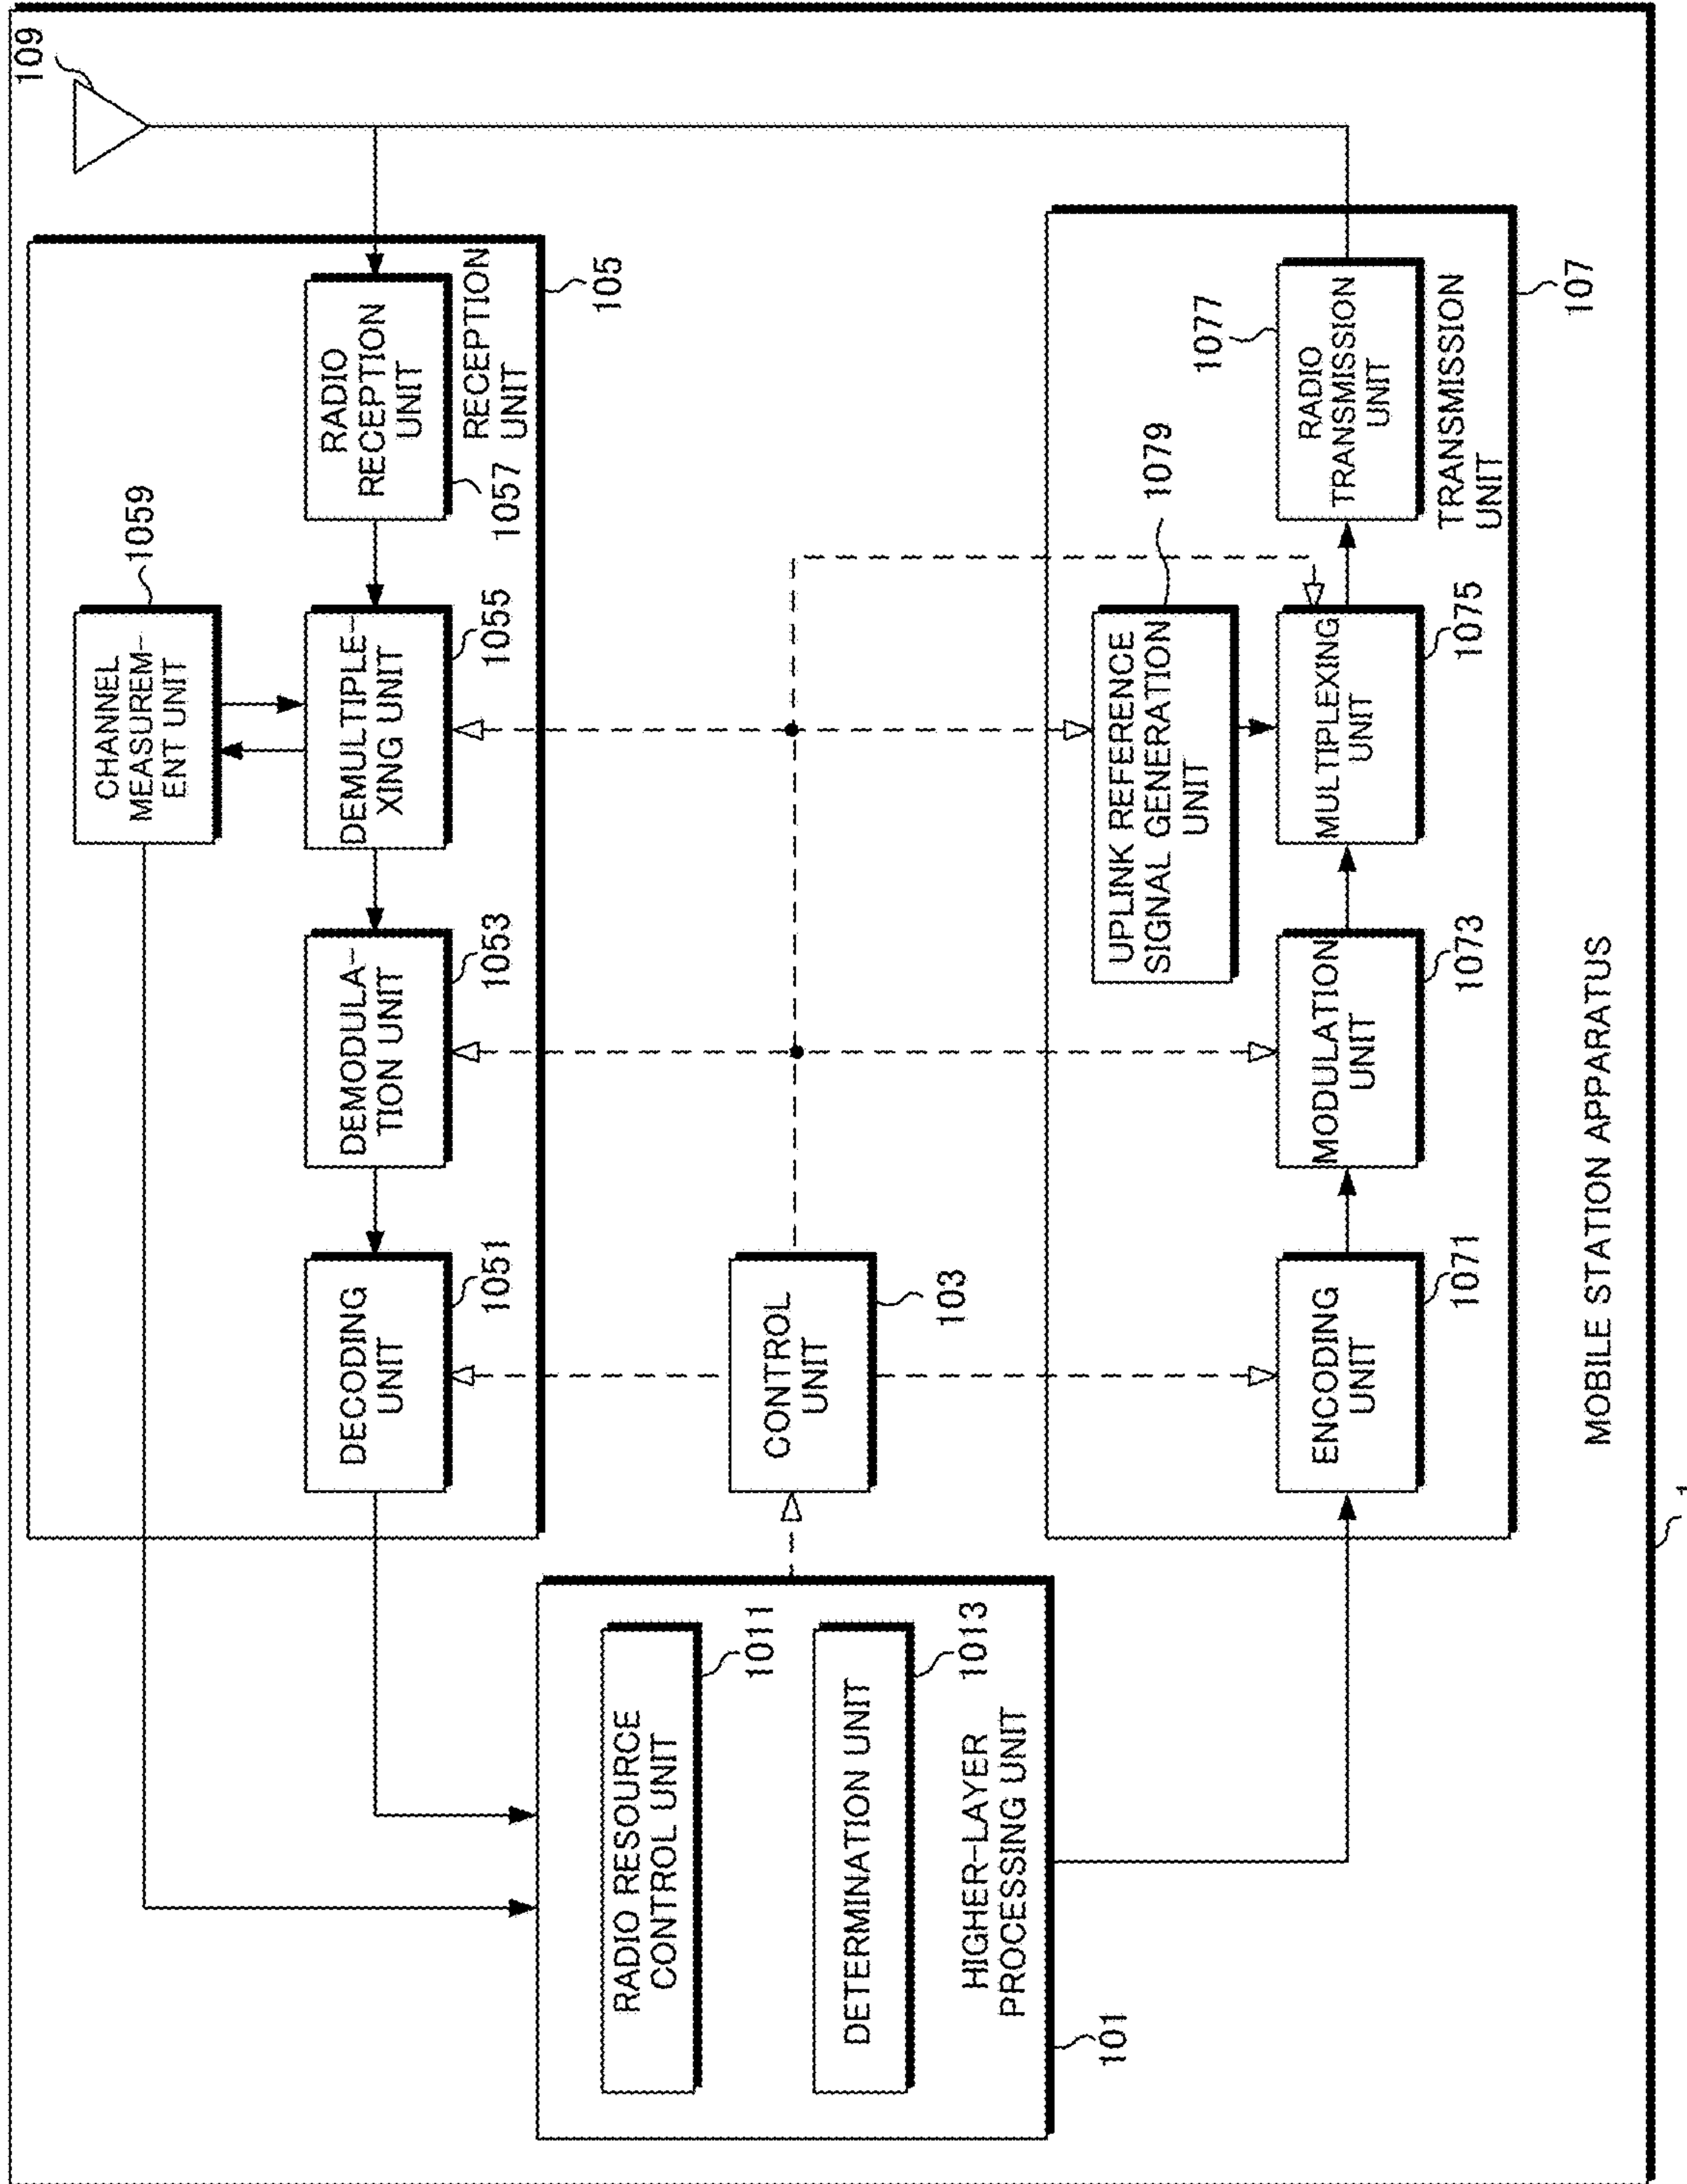 109
CHANNEL
MEASUREM-
ENT UNIT
1059
DECODING
UNIT
1051
DEMODULA-
TION UNIT
1053
DEMULTIPLE-
XING UNIT
1055
RADIO
RECEPTION
UNIT
1057
RECEPTION
UNIT
105
RADIO RESOURCE
CONTROL UNIT
1011
DETERMINATION UNIT
1013
HIGHER-LAYER
PROCESSING UNIT
101
CONTROL
UNIT
103
UPLINK REFERENCE
SIGNAL GENERATION
UNIT
1079
ENCODING
UNIT
1071
MODULATION
UNIT
1073
MULTIPLEXING
UNIT
1075
RADIO
TRANSMISSION
UNIT
1077
TRANSMISSION
UNIT
107
MOBILE STATION APPARATUS